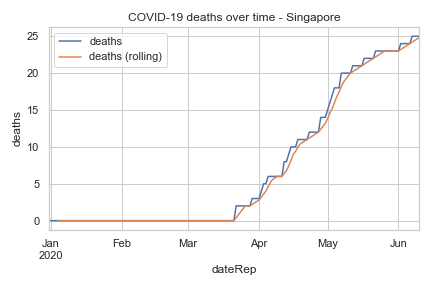 COVID-19 deaths over time - Singapore
deaths
deaths (rolling)
deaths
25
20
15
10
5
0
Jan Feb Mar Apr May Jun
2020
dateRep